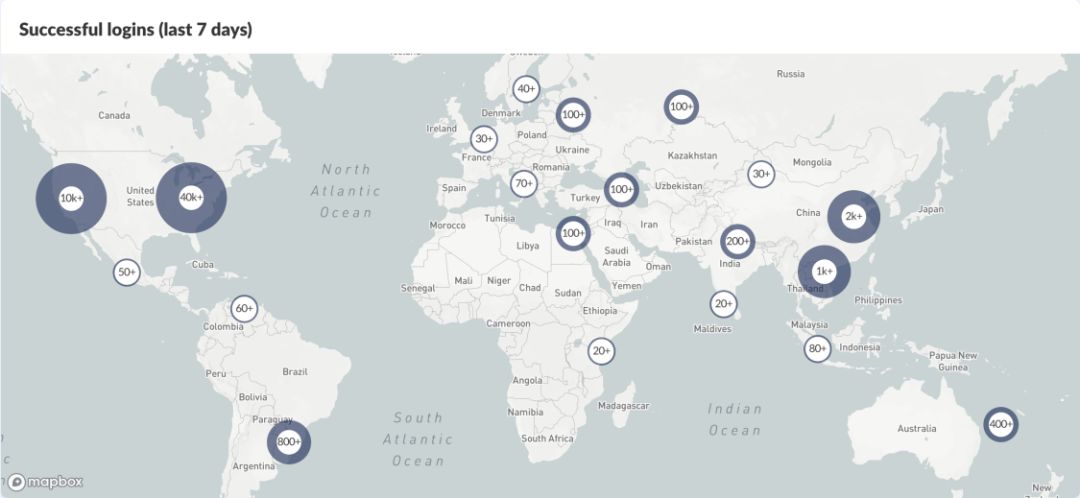 Successful logins (last 7 days)
Russia
40+
Canada
Denmark
100+
100+
Ireland
30+
Poland
France
Ukraine
Kazakhstan
Mongolia
Romania
North
Atlantic
Ocean
30+
United
States
10k+
40k+
Spain
70+
Turkey
100+
Uzbekistan
China
2k+
Japan
Morocco
Tunisia
100+
Iraq
Iran
Pakistan
200+
Libya
Saudi
Arabia
Oman
India
50+
Cuba
1k+
Thailand
Senegal
Mali
Niger
Chad
Sudan
Yemen
Philippines
60+
Colombia
Ethiopia
20+
Cameroon
Maldives
Malaysia
20+
80+
Indonesia
Papua New
Guinea
Peru
Brazil
Angola
Bolivia
Namibia
Madagascar
Indian
Ocean
South
Atlantic
Ocean
Paraguay
800+
South Africa
Australia
400+
Argentina
mapbox
New